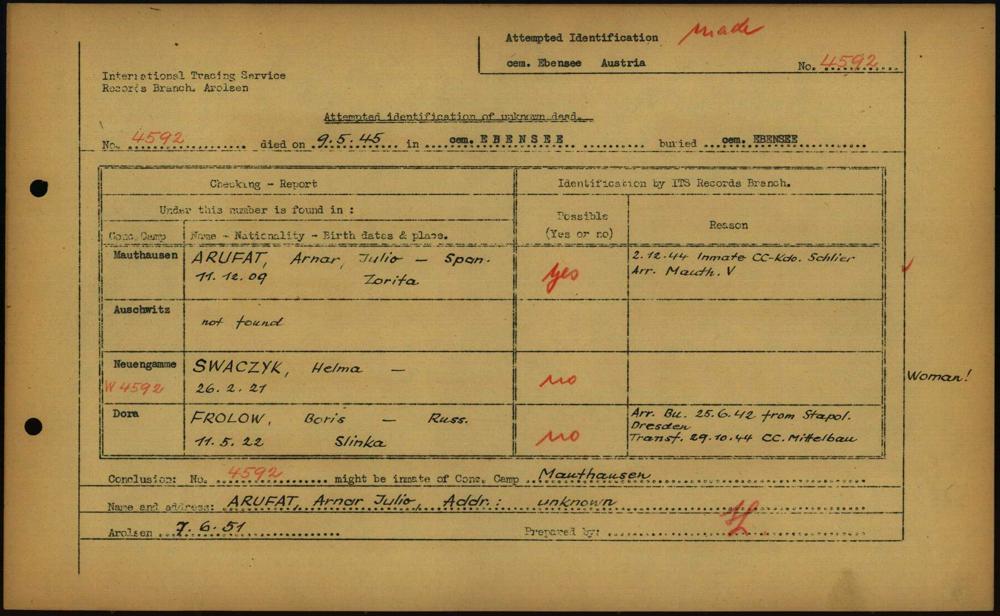 Attempted Identification made
cem. Ebensee Austria No. 4592
International Tracing Service
Records Branch, Arolsen
Attempted identification of unknown dead.
No. 4592 died on 9.5.45 in cem. EBENSEE buried cem. EBENSEE
Checking - Report
Identification by ITS Records Branch.
Under this number is found in :
Possible
(Yes or no)
Reason
Conc. Camp
Name - Nationality - Birth dates & place.
Mauthausen
ARUFAT, Arnar, Julio - Span.
11.12.09 Zorita
yes
2.12.44 Inmate CC-Kdo. Schlier
Arr. Mauth. V
Auschwitz
not found
Neuengamme
W 4592
SWACZYK, Helma -
26.2.21
no
Woman!
Dora
FROLOW, Boris - Russ.
11.5.22 Slinka
no
Arr. Bu. 25.6.42 from Stapol.
Dresden
Transf. 29.10.44 CC. Mittelbau
Conclusion: No. 4592 might be inmate of Conc. Camp Mauthausen
Name and address: ARUFAT, Arnar Julio, Addr.: unknown
Arolsen 7.6.51 Prepared by: